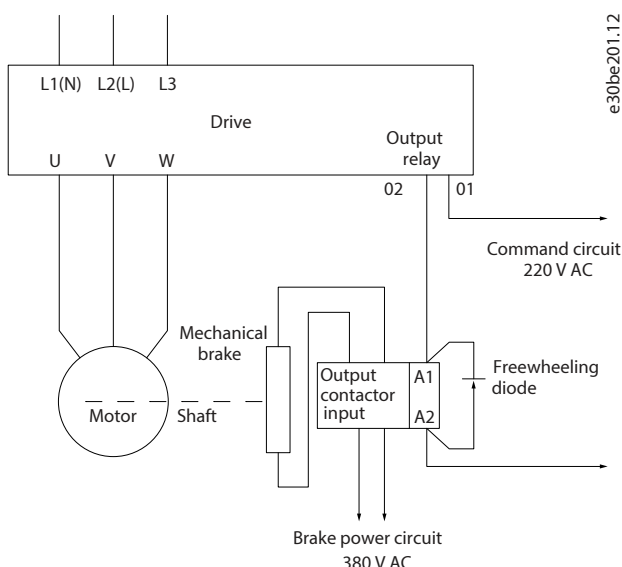 e30be201.12
L1(N) L2(L) L3
Drive
Output
relay
U V W
02 01
Command circuit
220 V AC
Mechanical
brake
Output
contactor
input
A1
A2
Freewheeling
diode
Motor
Shaft
Brake power circuit
380 V AC